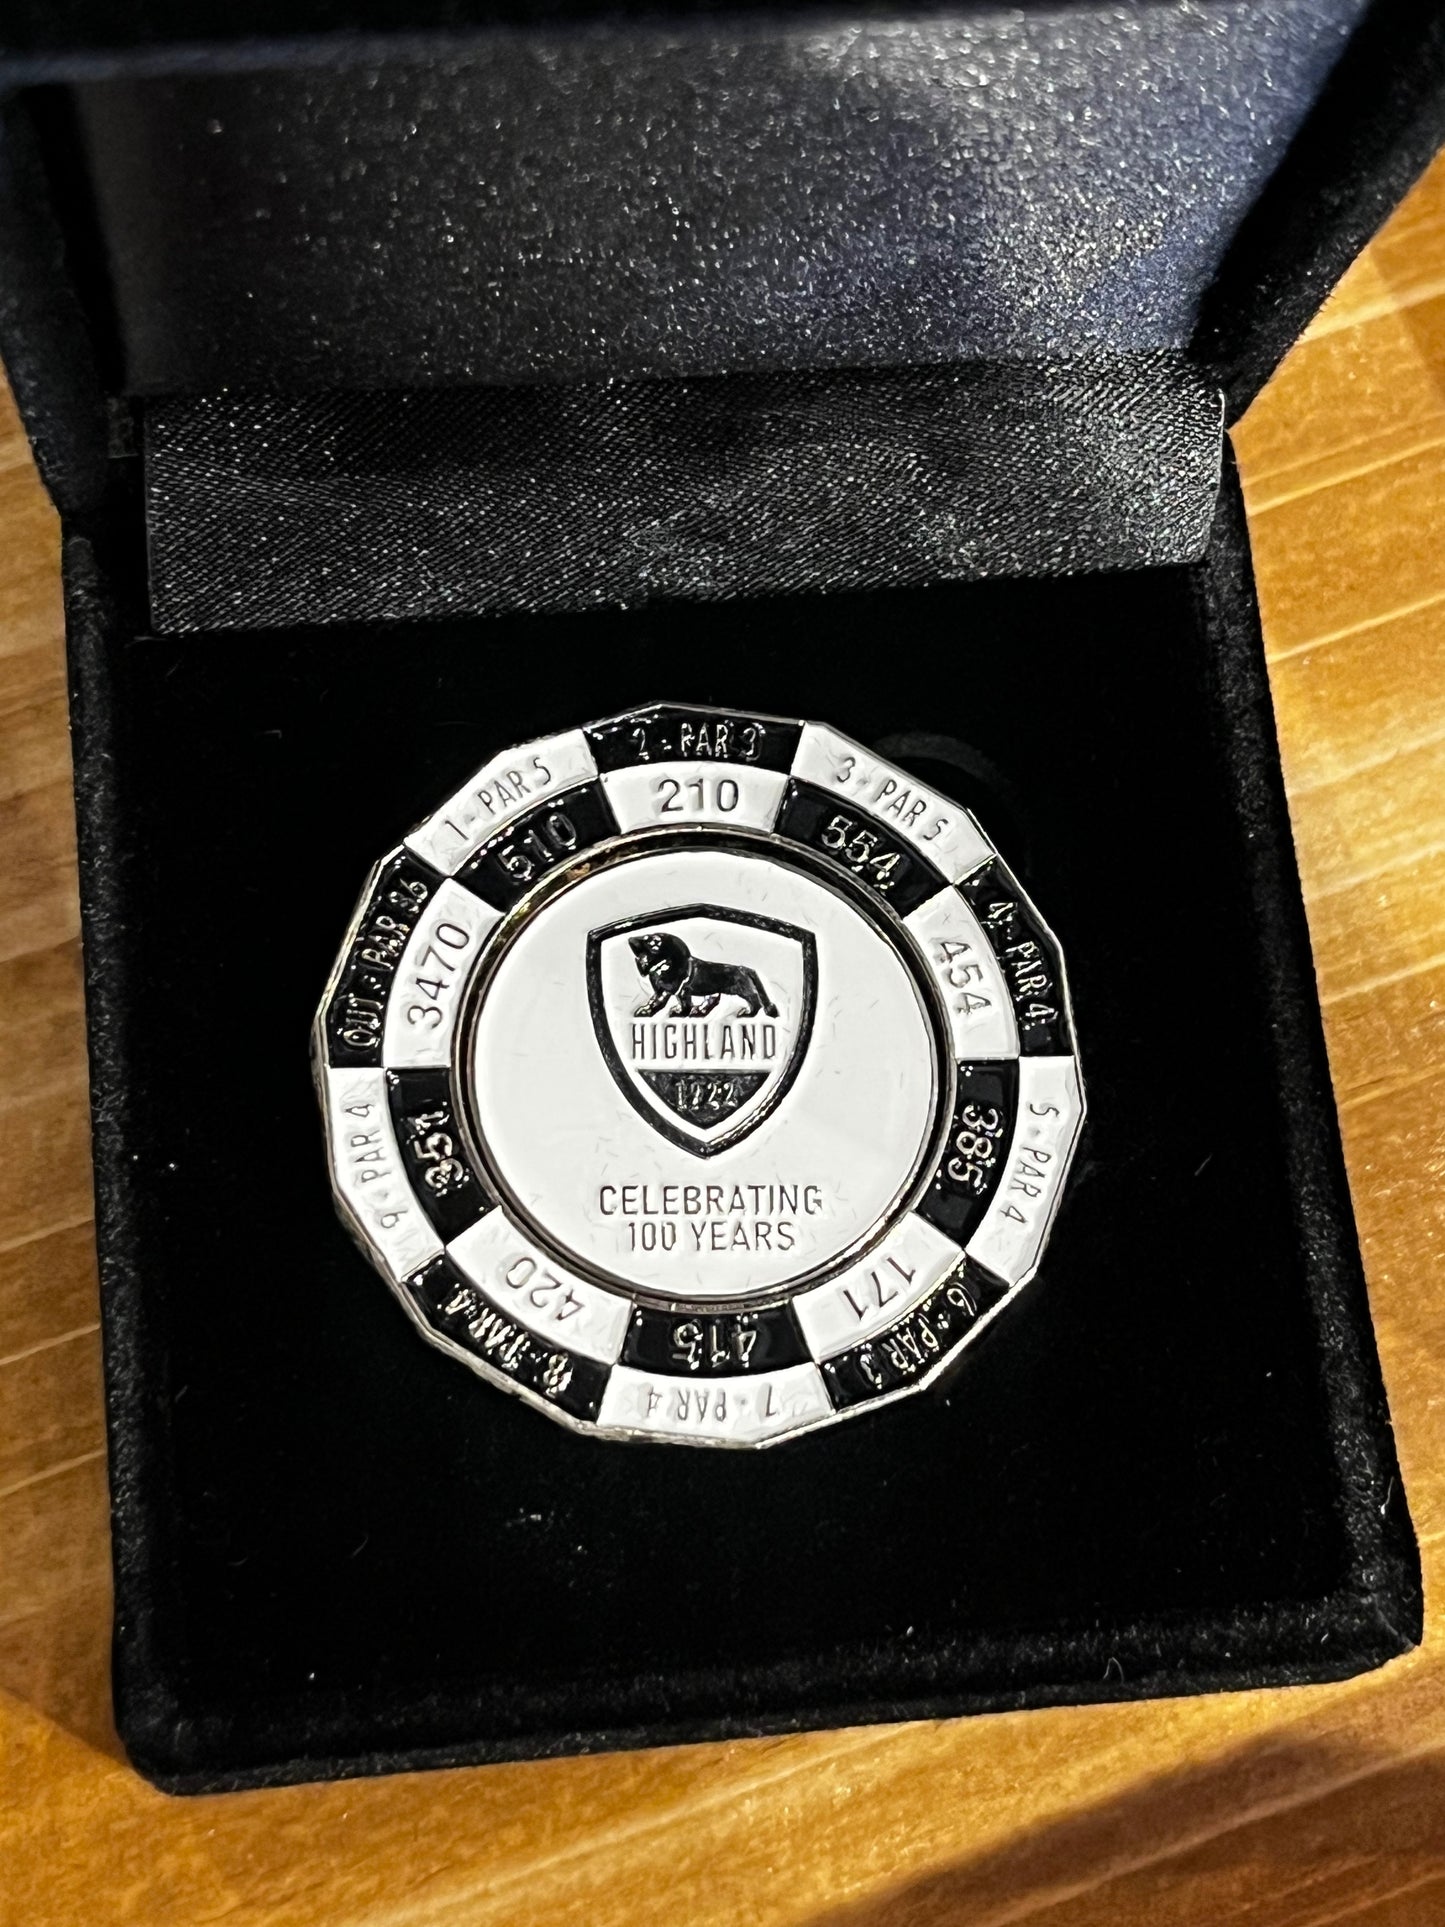 HIGHLAND
1922
CELEBRATING
100 YEARS
1 - PAR 5
510
2 - PAR 3
210
3 - PAR 5
554
4 - PAR 4
454
5 - PAR 4
385
6 - PAR 3
171
7 - PAR 4
415
8 - PAR 4
420
9 - PAR 4
351
OUT - PAR 36
3470